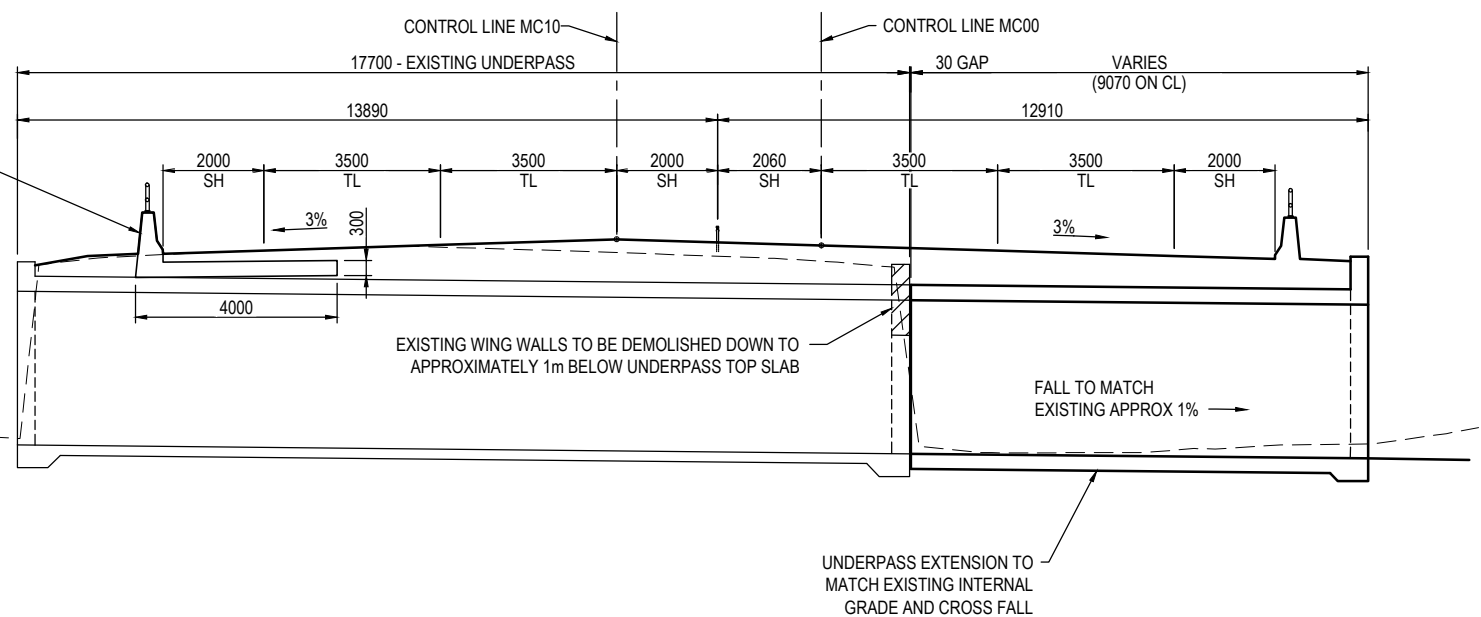 CONTROL LINE MC10
CONTROL LINE MC00
17700 - EXISTING UNDERPASS
30 GAP
VARIES
(9070 ON CL)
13890
12910
2000
SH
3500
TL
3500
TL
2000
SH
2060
SH
3500
TL
3500
TL
2000
SH
3%
300
3%
4000
EXISTING WING WALLS TO BE DEMOLISHED DOWN TO
APPROXIMATELY 1m BELOW UNDERPASS TOP SLAB
FALL TO MATCH
EXISTING APPROX 1%
UNDERPASS EXTENSION TO
MATCH EXISTING INTERNAL
GRADE AND CROSS FALL